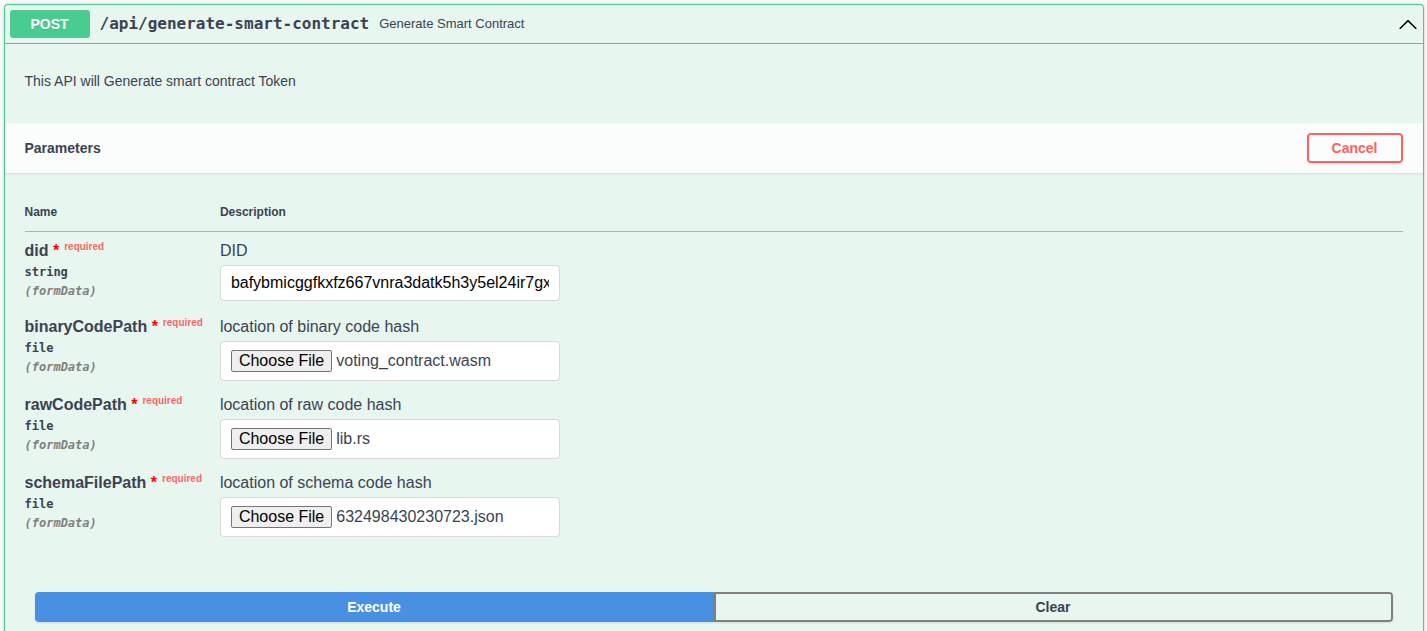 POST /api/generate-smart-contract Generate Smart Contract
This API will Generate smart contract Token
Parameters Cancel
Name Description
did * required DID
string bafybmicggfkxfz667vnra3datk5h3y5el24ir7gx
(formData)
binaryCodePath * required location of binary code hash
file Choose File voting_contract.wasm
(formData)
rawCodePath * required location of raw code hash
file Choose File lib.rs
(formData)
schemaFilePath * required location of schema code hash
file Choose File 632498430230723.json
(formData)
Execute Clear